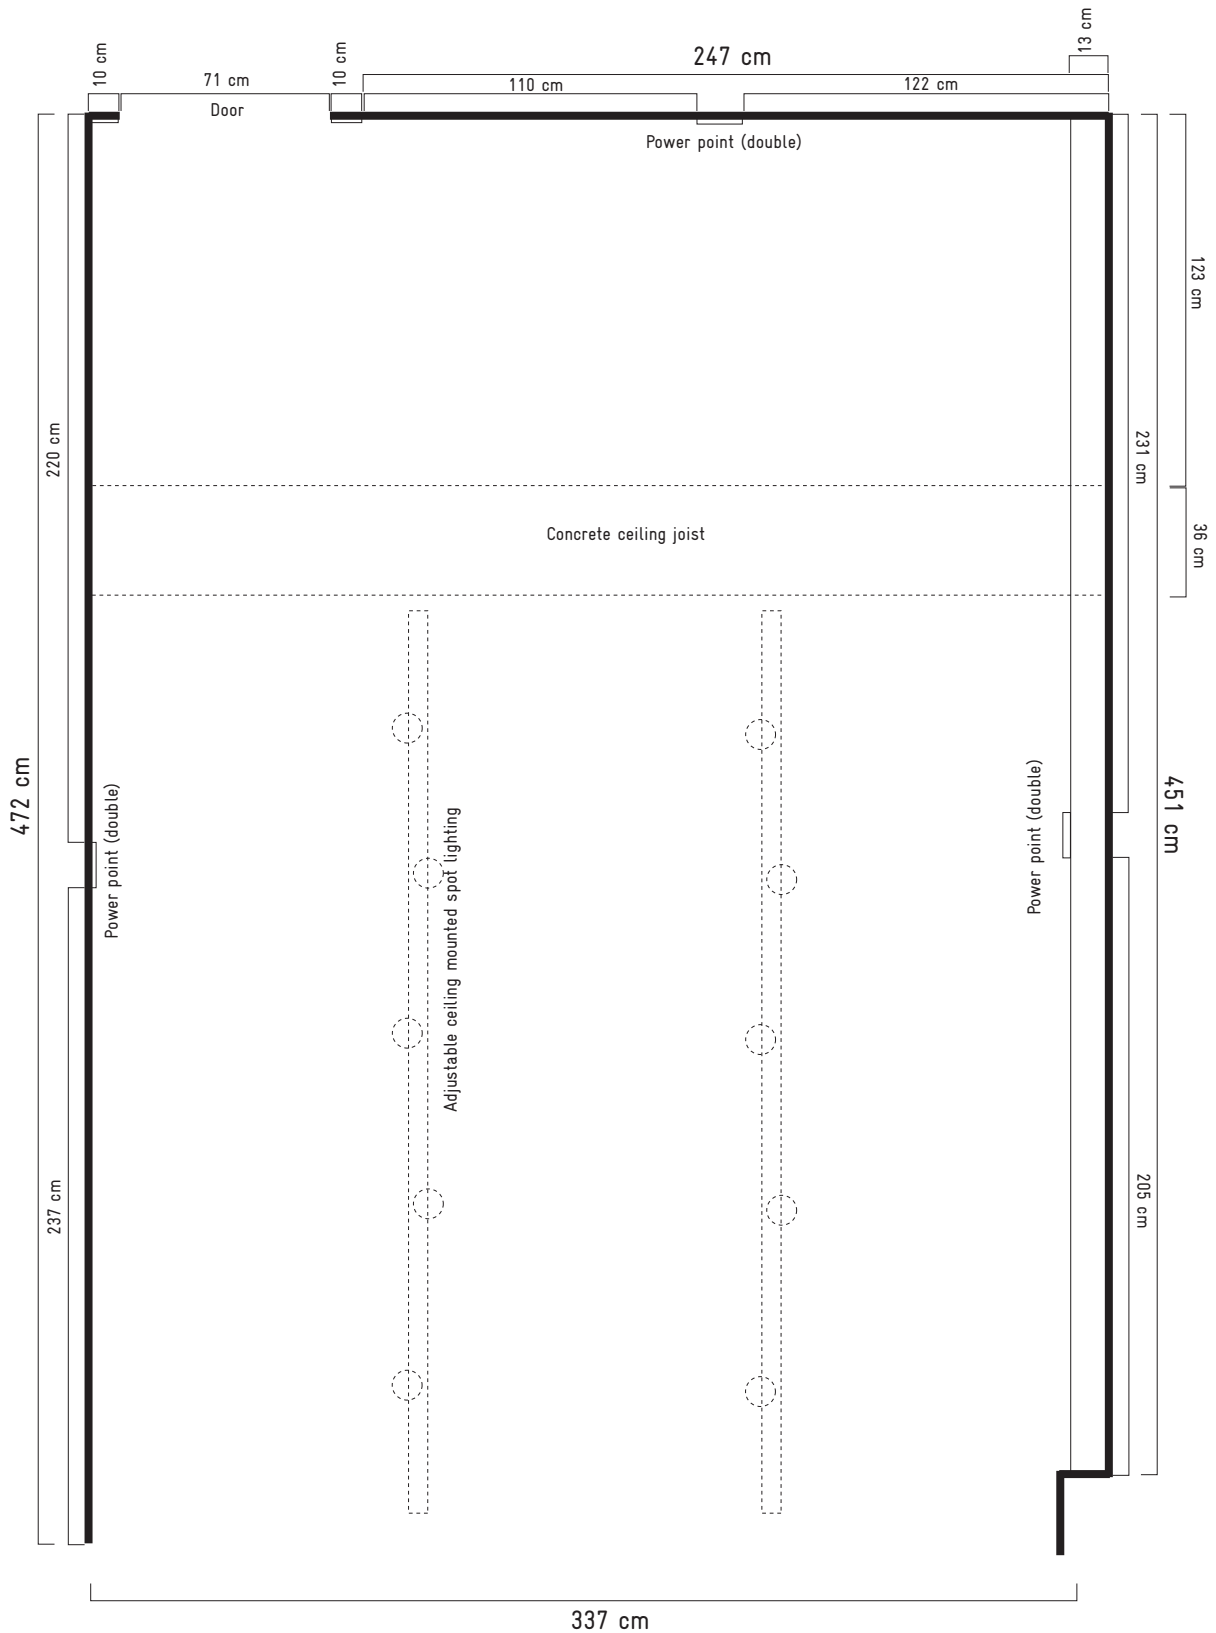 10 cm
71 cm
10 cm
247 cm
13 cm
110 cm
122 cm
Door
Power point (double)
123 cm
220 cm
231 cm
Concrete ceiling joist
36 cm
472 cm
Power point (double)
Adjustable ceiling mounted spot lighting
Power point (double)
451 cm
237 cm
205 cm
337 cm